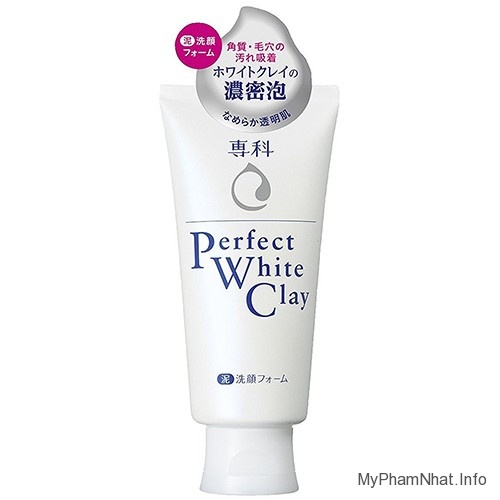 泥 洗顔
フォーム
角質・毛穴の
汚れ吸着
ホワイトクレイの
濃密泡
なめらか透明肌
専科
Perfect
White
Clay
泥 洗顔フォーム
MyPhamNhat.Info